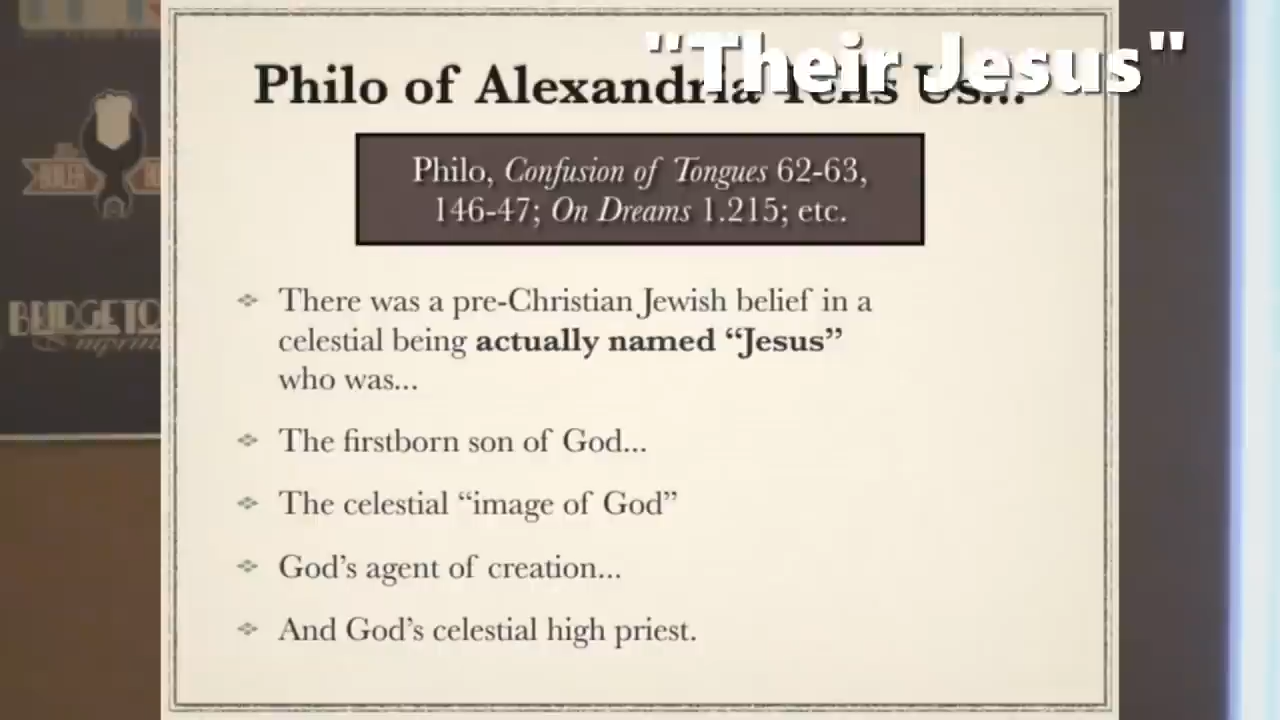 "Their Jesus"
Philo of Alexandria Tells Us...
Philo, Confusion of Tongues 62-63,
146-47; On Dreams 1.215; etc.
There was a pre-Christian Jewish belief in a
celestial being actually named “Jesus”
who was...
The firstborn son of God...
The celestial “image of God”
God’s agent of creation...
And God’s celestial high priest.